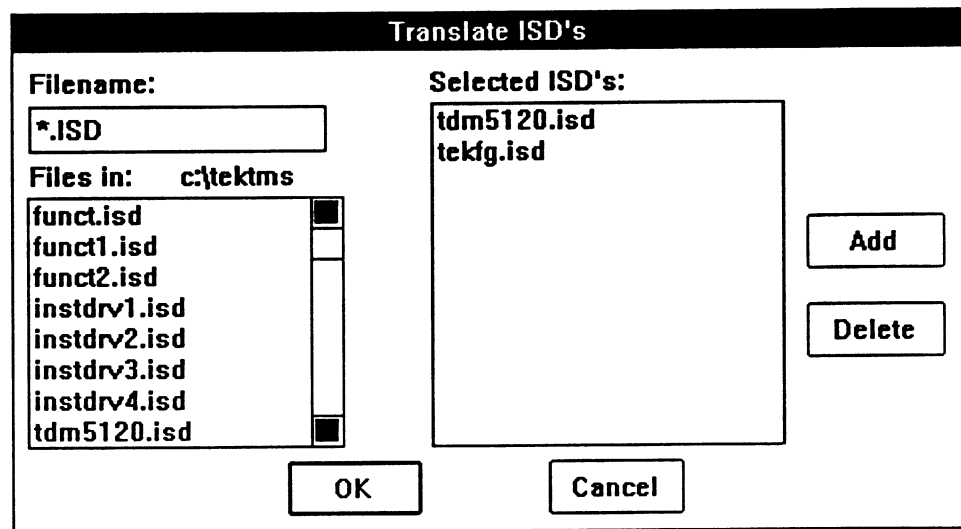 Translate ISD's
Filename:
*.ISD
Files in: c:\tektms
funct.isd
funct1.isd
funct2.isd
instdrv1.isd
instdrv2.isd
instdrv3.isd
instdrv4.isd
tdm5120.isd
Selected ISD's:
tdm5120.isd
tekfg.isd
Add
Delete
OK
Cancel